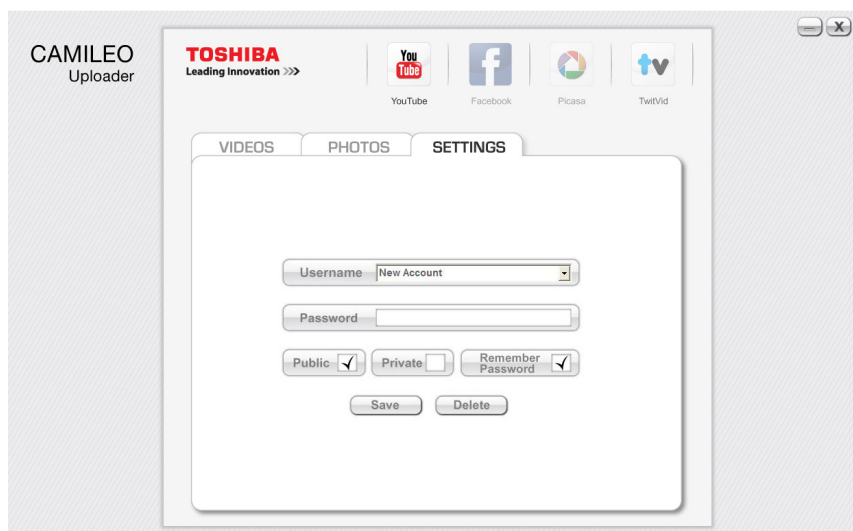 CAMILEO
Uploader
TOSHIBA
Leading Innovation >>>
You
Tube
f
tv
YouTube
Facebook
Picasa
TwitVid
X
VIDEOS
PHOTOS
SETTINGS
Username
New Account
Password
Public
Private
Remember
Password
Save
Delete